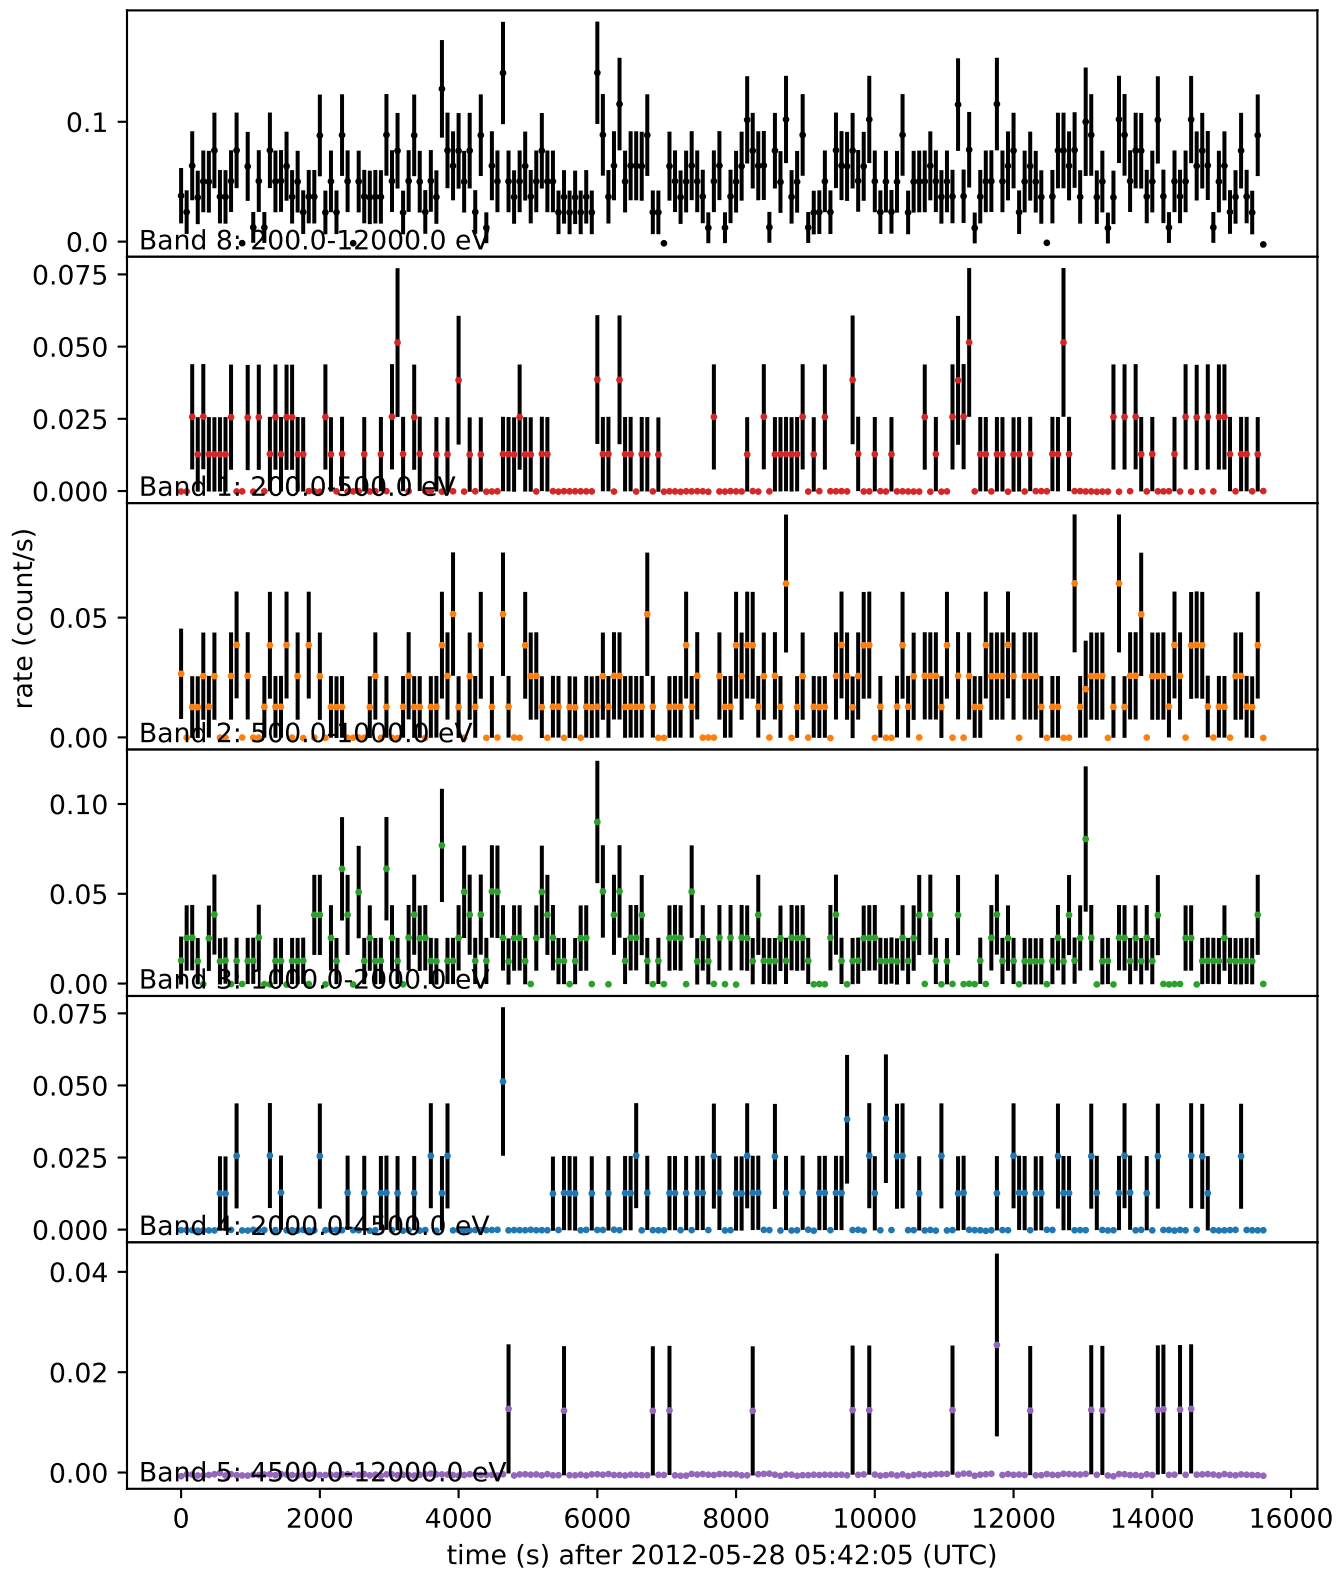 0.1
0.0
Band 8: 200.0-12000.0 eV
0.075
0.050
0.025
0.000
Band 1: 200.0-500.0 eV
rate (count/s)
0.05
0.00
Band 2: 500.0-1000.0 eV
0.10
0.05
0.00
Band 3: 1000.0-2000.0 eV
0.075
0.050
0.025
0.000
Band 4: 2000.0-4500.0 eV
0.04
0.02
0.00
Band 5: 4500.0-12000.0 eV
0 2000 4000 6000 8000 10000 12000 14000 16000
time (s) after 2012-05-28 05:42:05 (UTC)